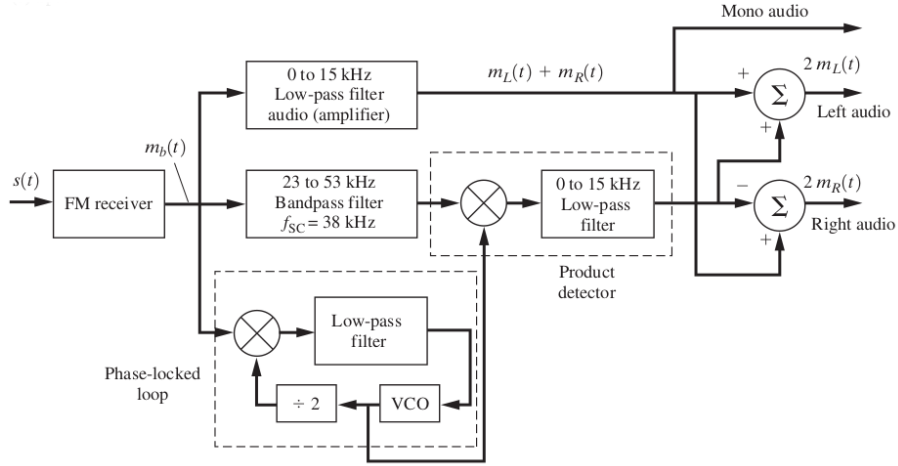 Mono audio
0 to 15 kHz
Low-pass filter
audio (amplifier)
m_L(t) + m_R(t)
+
Σ
2 m_L(t)
Left audio
+
m_b(t)
s(t)
FM receiver
23 to 53 kHz
Bandpass filter
f_SC = 38 kHz
0 to 15 kHz
Low-pass
filter
−
Σ
2 m_R(t)
Right audio
+
Product
detector
Low-pass
filter
Phase-locked
loop
÷ 2
VCO